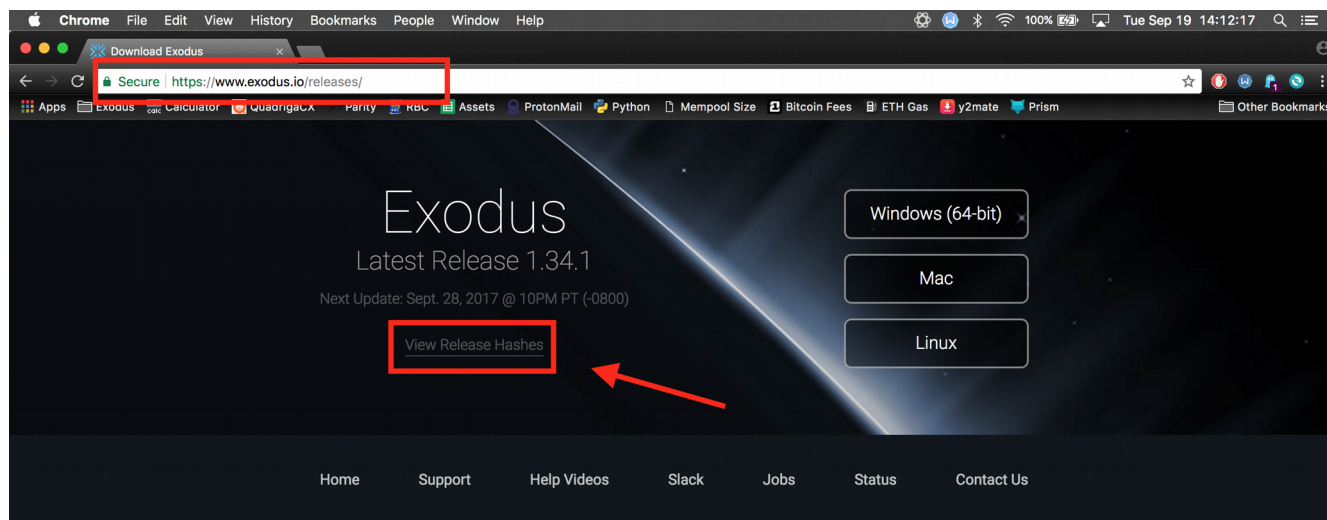 Chrome File Edit View History Bookmarks People Window Help 100% Tue Sep 19 14:12:17
Download Exodus
Secure https://www.exodus.io/releases/
Apps Exodus Calculator QuadrigaCX Parity RBC Assets ProtonMail Python Mempool Size Bitcoin Fees ETH Gas y2mate Prism Other Bookmarks
Exodus
Latest Release 1.34.1
Next Update: Sept. 28, 2017 @ 10PM PT (-0800)
View Release Hashes
Windows (64-bit)
Mac
Linux
Home Support Help Videos Slack Jobs Status Contact Us